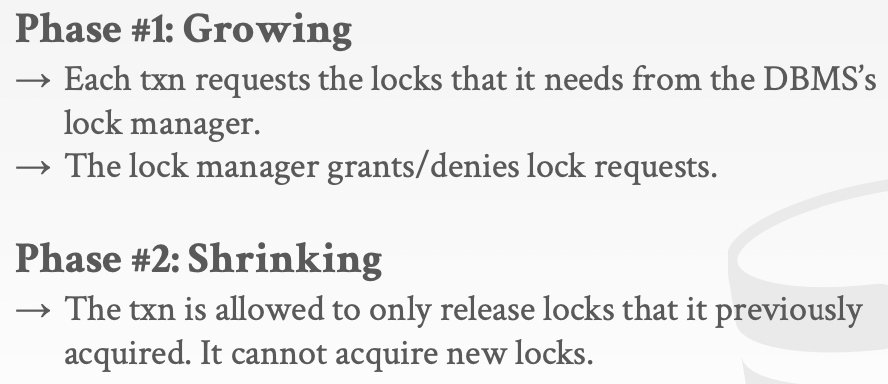 Phase #1: Growing
→ Each txn requests the locks that it needs from the DBMS’s
lock manager.
→ The lock manager grants/denies lock requests.
Phase #2: Shrinking
→ The txn is allowed to only release locks that it previously
acquired. It cannot acquire new locks.